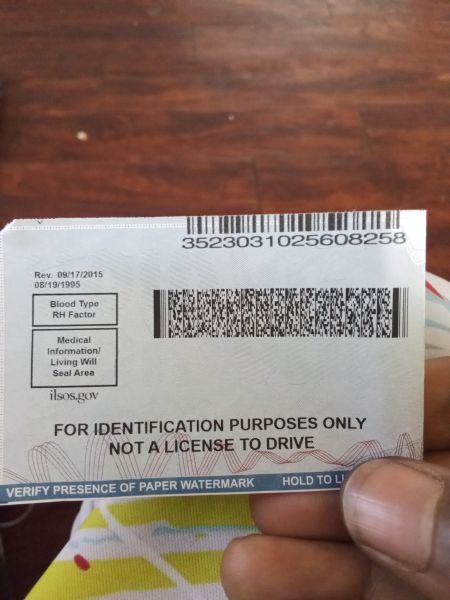 3523031025608258
Rev. 09/17/2015
08/19/1995
Blood Type
RH Factor
Medical
Information/
Living Will
Seal Area
ilsos.gov
FOR IDENTIFICATION PURPOSES ONLY
NOT A LICENSE TO DRIVE
VERIFY PRESENCE OF PAPER WATERMARK HOLD TO